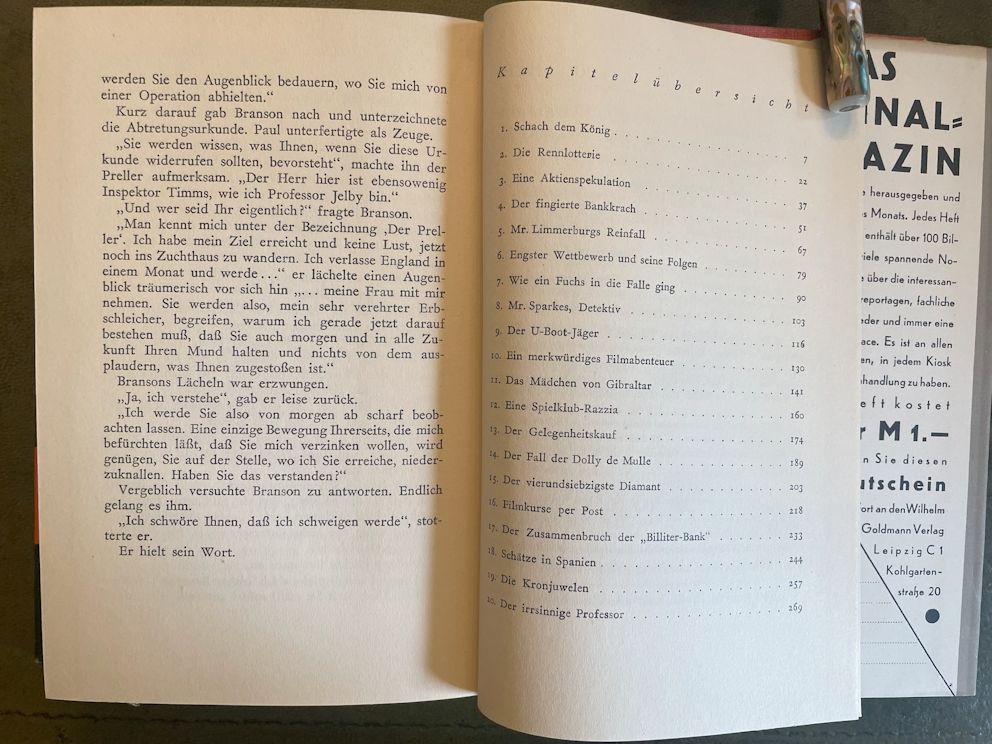 werden Sie den Augenblick bedauern, wo Sie mich von
einer Operation abhielten.“
Kurz darauf gab Branson nach und unterzeichnete
die Abtretungsurkunde. Paul unterfertigte als Zeuge.
„Sie werden wissen, was Ihnen, wenn Sie diese Ur-
kunde widerrufen sollten, bevorsteht“, machte ihn der
Preller aufmerksam. „Der Herr hier ist ebensowenig
Inspektor Timms, wie ich Professor Jelby bin.“
„Und wer seid Ihr eigentlich?“ fragte Branson.
„Man kennt mich unter der Bezeichnung ‚Der Prel-
ler‘. Ich habe mein Ziel erreicht und keine Lust, jetzt
noch ins Zuchthaus zu wandern. Ich verlasse England in
einem Monat und werde ...“ er lächelte einen Augen-
blick träumerisch vor sich hin „... meine Frau mit mir
nehmen. Sie werden also, mein sehr verehrter Erb-
schleicher, begreifen, warum ich gerade jetzt darauf
bestehen muß, daß Sie auch morgen und in alle Zu-
kunft Ihren Mund halten und nichts von dem aus-
plaudern, was Ihnen zugestoßen ist.“
Bransons Lächeln war erzwungen.
„Ja, ich verstehe“, gab er leise zurück.
„Ich werde Sie also von morgen ab scharf beob-
achten lassen. Eine einzige Bewegung Ihrerseits, die mich
befürchten läßt, daß Sie mich verzinken wollen, wird
genügen, Sie auf der Stelle, wo ich Sie erreiche, nieder-
zuknallen. Haben Sie das verstanden?“
Vergeblich versuchte Branson zu antworten. Endlich
gelang es ihm.
„Ich schwöre Ihnen, daß ich schweigen werde“, stot-
terte er.
Er hielt sein Wort.
Kapitelübersicht
1. Schach dem König . . . . . 7
2. Die Rennlotterie . . . . . 22
3. Eine Aktienspekulation . . . . . 37
4. Der fingierte Bankkrach . . . . . 51
5. Mr. Limmerburgs Reinfall . . . . . 67
6. Engster Wettbewerb und seine Folgen . . . . . 79
7. Wie ein Fuchs in die Falle ging . . . . . 90
8. Mr. Sparkes, Detektiv . . . . . 103
9. Der U-Boot-Jäger . . . . . 116
10. Ein merkwürdiges Filmabenteuer . . . . . 130
11. Das Mädchen von Gibraltar . . . . . 141
12. Eine Spielklub-Razzia . . . . . 160
13. Der Gelegenheitskauf . . . . . 174
14. Der Fall der Dolly de Mulle . . . . . 189
15. Der vierundsiebzigste Diamant . . . . . 203
16. Filmkurse per Post . . . . . 218
17. Der Zusammenbruch der „Billiter-Bank“ . . . . . 233
18. Schätze in Spanien . . . . . 244
19. Die Kronjuwelen . . . . . 257
20. Der irrsinnige Professor . . . . . 269
AS
INAL=
AZIN
herausgegeben und
s Monats. Jedes Heft
enthält über 100 Bil-
iele spannende No-
über die interessan-
reportagen, fachliche
der und immer eine
ace. Es ist an allen
en, in jedem Kiosk
handlung zu haben.
eft kostet
r M 1.—
n Sie diesen
utschein
ort an den Wilhelm
Goldmann Verlag
Leipzig C 1
Kohlgarten-
straße 20